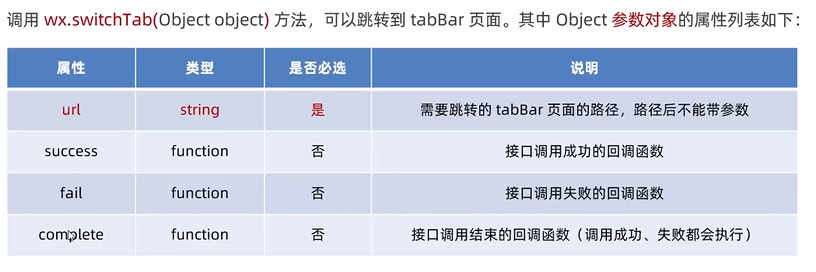 调用 wx.switchTab(Object object) 方法，可以跳转到 tabBar 页面。其中 Object 参数对象的属性列表如下：
属性 类型 是否必选 说明
url string 是 需要跳转的 tabBar 页面的路径，路径后不能带参数
success function 否 接口调用成功的回调函数
fail function 否 接口调用失败的回调函数
complete function 否 接口调用结束的回调函数（调用成功、失败都会执行）